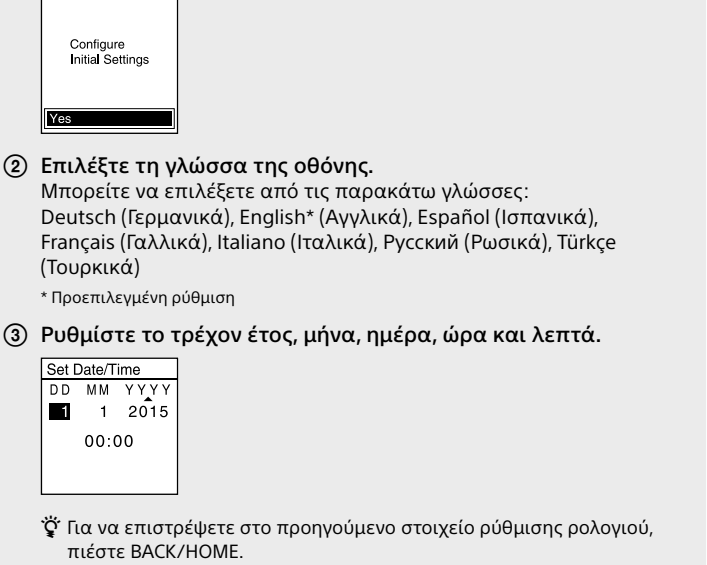 Configure
Initial Settings
Yes
② Επιλέξτε τη γλώσσα της οθόνης.
Μπορείτε να επιλέξετε από τις παρακάτω γλώσσες:
Deutsch (Γερμανικά), English* (Αγγλικά), Español (Ισπανικά),
Français (Γαλλικά), Italiano (Ιταλικά), Русский (Ρωσικά), Türkçe
(Τουρκικά)
* Προεπιλεγμένη ρύθμιση
③ Ρυθμίστε το τρέχον έτος, μήνα, ημέρα, ώρα και λεπτά.
Set Date/Time
DD MM YYYY
1 1 2015
00:00
Για να επιστρέψετε στο προηγούμενο στοιχείο ρύθμισης ρολογιού,
πιέστε BACK/HOME.